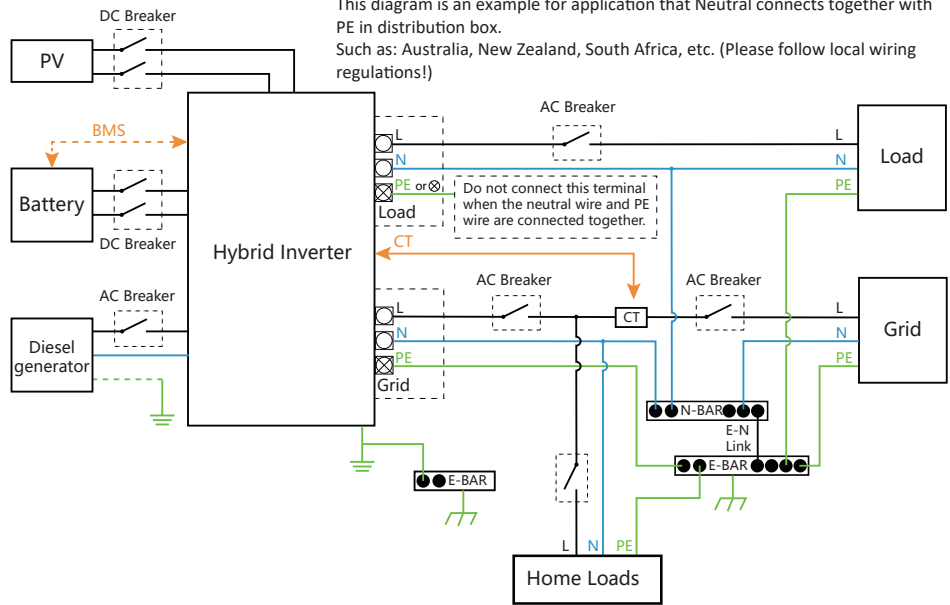 This diagram is an example for application that Neutral connects together with
PE in distribution box.
Such as: Australia, New Zealand, South Africa, etc. (Please follow local wiring
regulations!)
DC Breaker
PV
BMS
Battery
DC Breaker
AC Breaker
Diesel
generator
Hybrid Inverter
L
N
PE or
Load
Do not connect this terminal
when the neutral wire and PE
wire are connected together.
AC Breaker
L
N
PE
Load
CT
L
N
PE
Grid
AC Breaker
CT
AC Breaker
L
N
PE
Grid
N-BAR
E-N
Link
E-BAR
E-BAR
L
N
PE
Home Loads